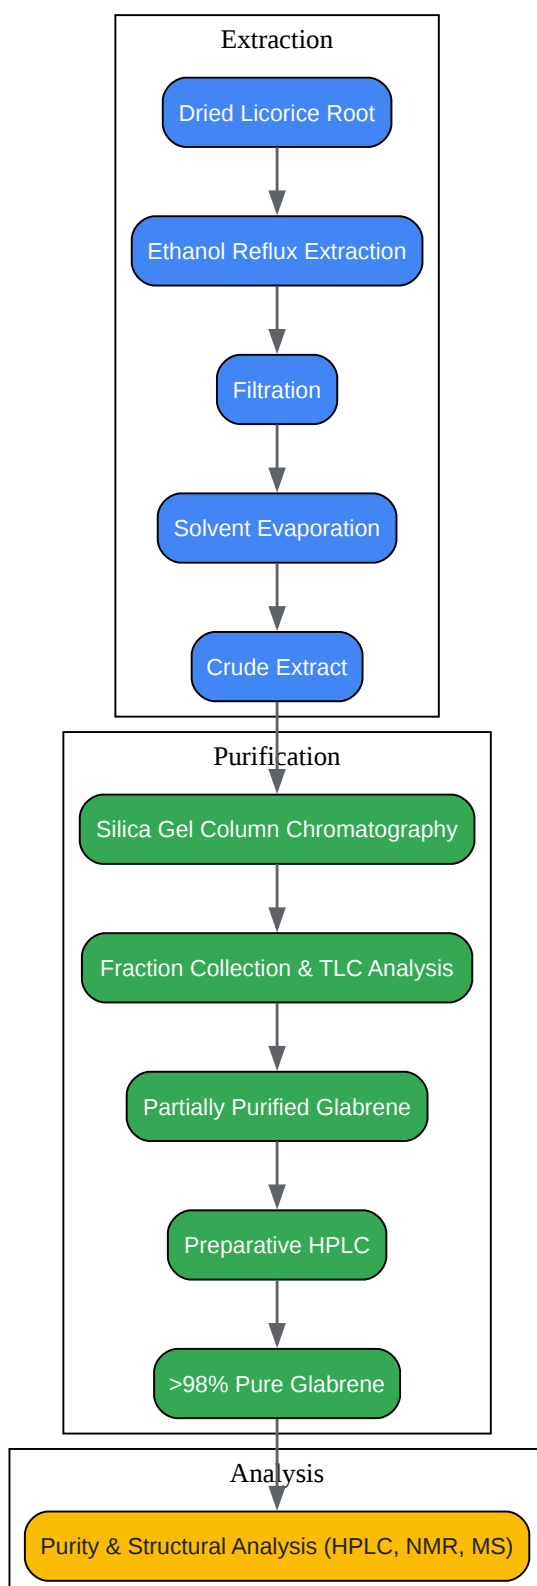 Extraction
Dried Licorice Root
Ethanol Reflux Extraction
Filtration
Solvent Evaporation
Crude Extract
Purification
Silica Gel Column Chromatography
Fraction Collection & TLC Analysis
Partially Purified Glabrene
Preparative HPLC
>98% Pure Glabrene
Analysis
Purity & Structural Analysis (HPLC, NMR, MS)